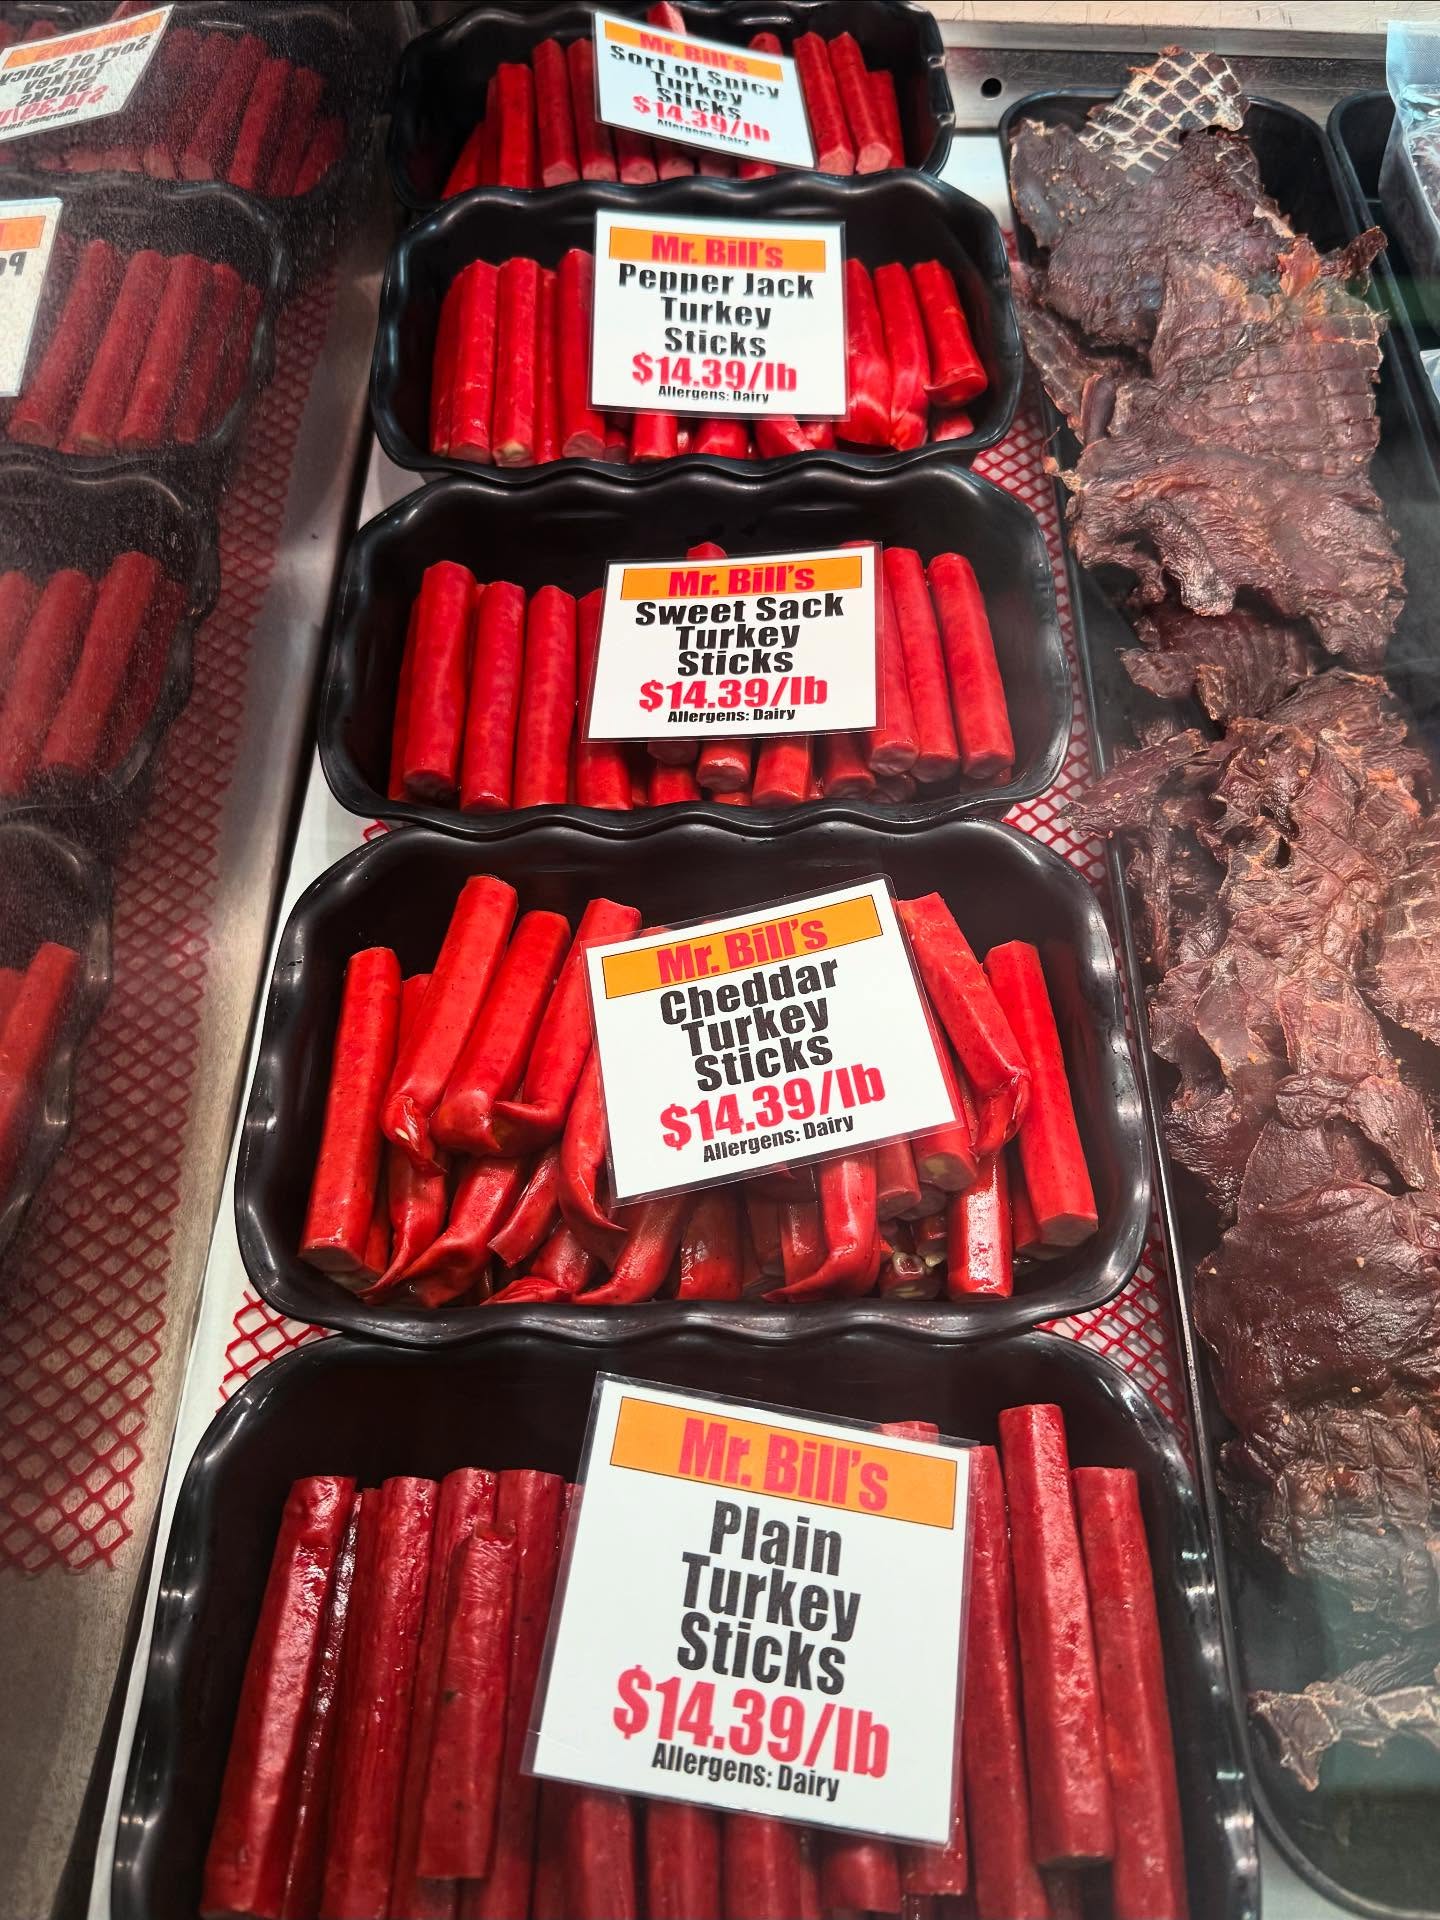 Mr. Bill's
Sort of Spicy
Turkey
Sticks
$14.39/lb
Allergens: Dairy
Mr. Bill's
Pepper Jack
Turkey
Sticks
$14.39/lb
Allergens: Dairy
Mr. Bill's
Sweet Sack
Turkey
Sticks
$14.39/lb
Allergens: Dairy
Mr. Bill's
Cheddar
Turkey
Sticks
$14.39/lb
Allergens: Dairy
Mr. Bill's
Plain
Turkey
Sticks
$14.39/lb
Allergens: Dairy